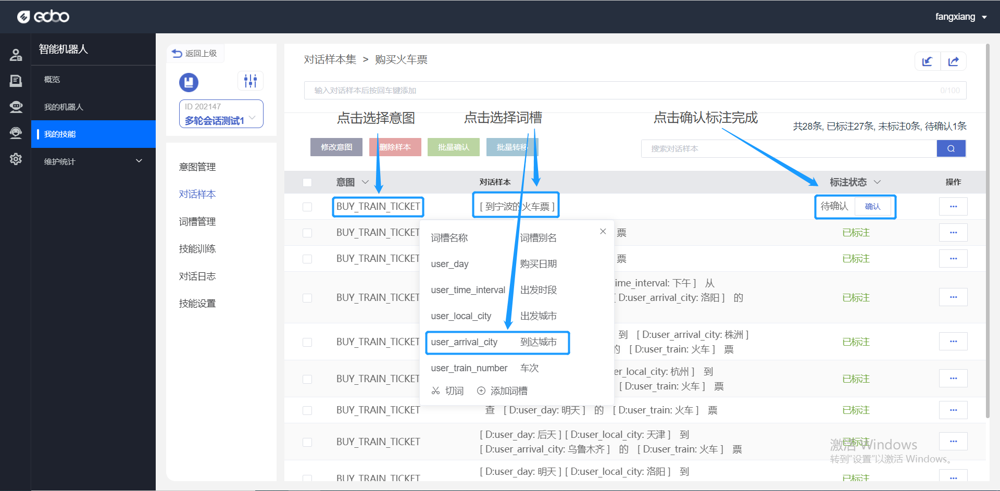 edoo
fangxiang
智能机器人
概览
我的机器人
我的技能
维护统计
返回上级
ID 202147
多轮会话测试1
意图管理
对话样本
词槽管理
技能训练
对话日志
技能设置
对话样本集 > 购买火车票
输入对话样本后按回车键添加 0/100
点击选择意图 点击选择词槽 点击确认标注完成
共28条, 已标注27条, 未标注0条, 待确认1条
修改意图 删除样本 批量确认 批量转移 搜索对话样本
意图 对话样本 标注状态 操作
BUY_TRAIN_TICKET [ 到宁波的火车票 ] 待确认 确认 ...
BUY_TRAIN_TICKET 票 已标注 ...
BUY_TRAIN_TICKET 票 已标注 ...
ime_interval: 下午 ] 从
BUY_TRAIN_TICKET [ D:user_arrival_city: 洛阳 ] 的 已标注 ...
到 [ D:user_arrival_city: 株洲 ]
BUY_TRAIN_TICKET 的 [ D:user_train: 火车 ] 票 已标注 ...
er_local_city: 杭州 ] 到
BUY_TRAIN_TICKET [ D:user_train: 火车 ] 票 已标注 ...
词槽名称 词槽别名
user_day 购买日期
user_time_interval 出发时段
user_local_city 出发城市
user_arrival_city 到达城市
user_train_number 车次
切词 添加词槽
BUY_TRAIN_TICKET 查 [ D:user_day: 明天 ] 的 [ D:user_train: 火车 ] 票 已标注 ...
[ D:user_day: 后天 ] [ D:user_local_city: 天津 ] 到
BUY_TRAIN_TICKET [ D:user_arrival_city: 乌鲁木齐 ] 的 [ D:user_train: 火车 ] 票 已标注 ...
[ D:user_day: 明天 ] [ D:user_local_city: 洛阳 ] 到
BUY_TRAIN_TICKET 已标注 ...
激活 Windows
转到"设置"以激活 Windows。